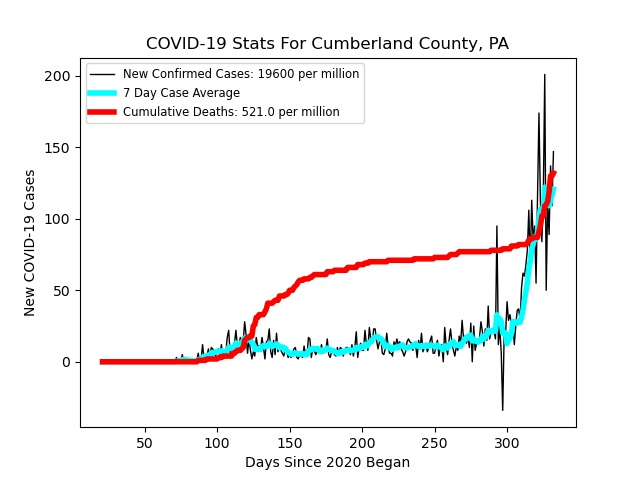 COVID-19 Stats For Cumberland County, PA
New Confirmed Cases: 19600 per million
7 Day Case Average
Cumulative Deaths: 521.0 per million
New COVID-19 Cases
200
150
100
50
0
50 100 150 200 250 300
Days Since 2020 Began